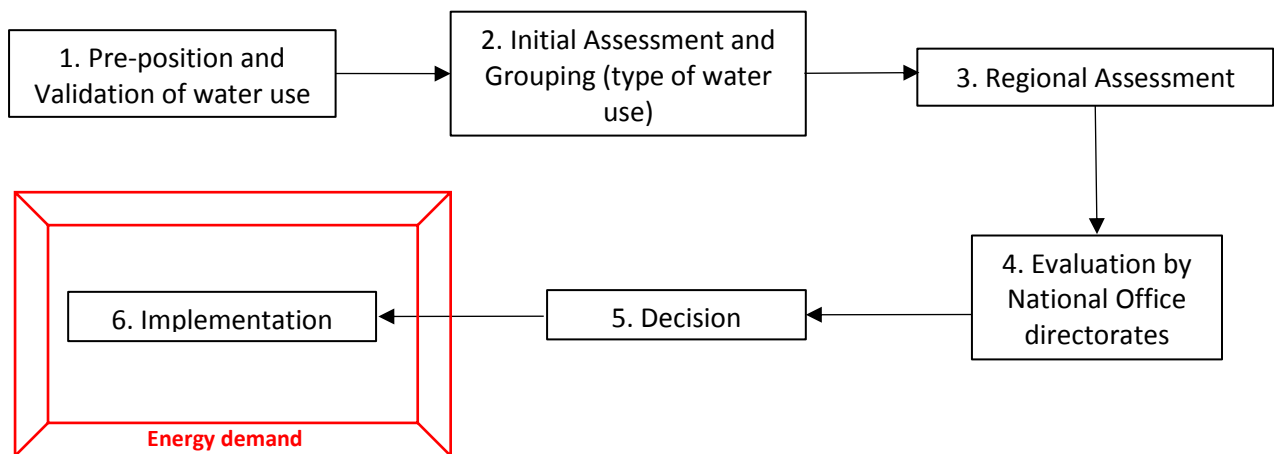 1. Pre-position and
Validation of water use
2. Initial Assessment and
Grouping (type of water
use)
3. Regional Assessment
4. Evaluation by
National Office
directorates
5. Decision
6. Implementation
Energy demand